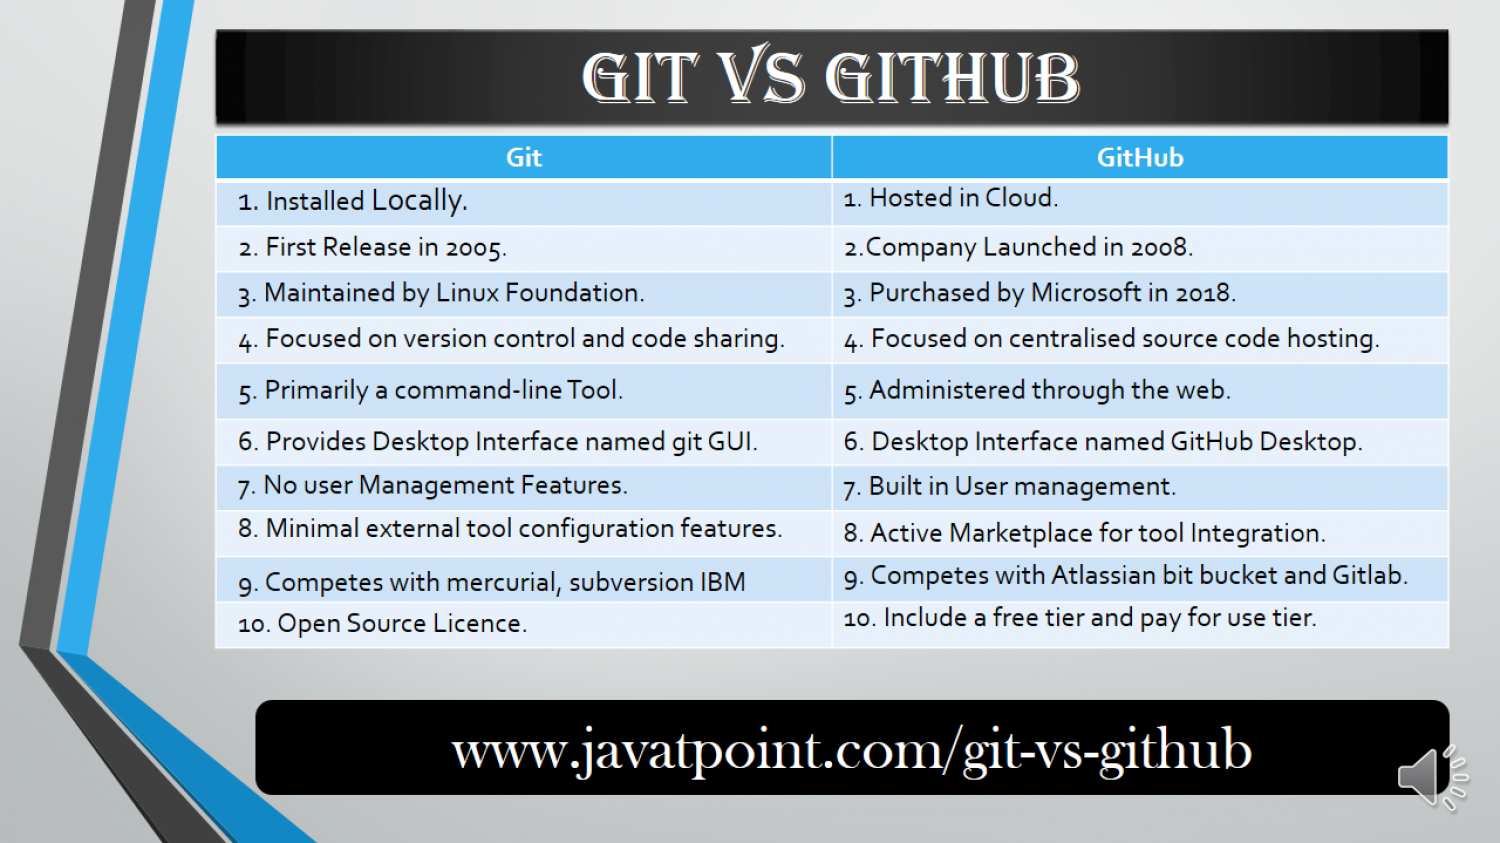 GIT VS GITHUB
Git
GitHub
1. Installed Locally.
1. Hosted in Cloud.
2. First Release in 2005.
2.Company Launched in 2008.
3. Maintained by Linux Foundation.
3. Purchased by Microsoft in 2018.
4. Focused on version control and code sharing.
4. Focused on centralised source code hosting.
5. Primarily a command-line Tool.
5. Administered through the web.
6. Provides Desktop Interface named git GUI.
6. Desktop Interface named GitHub Desktop.
7. No user Management Features.
7. Built in User management.
8. Minimal external tool configuration features.
8. Active Marketplace for tool Integration.
9. Competes with mercurial, subversion IBM
9. Competes with Atlassian bit bucket and Gitlab.
10. Open Source Licence.
10. Include a free tier and pay for use tier.
www.javatpoint.com/git-vs-github